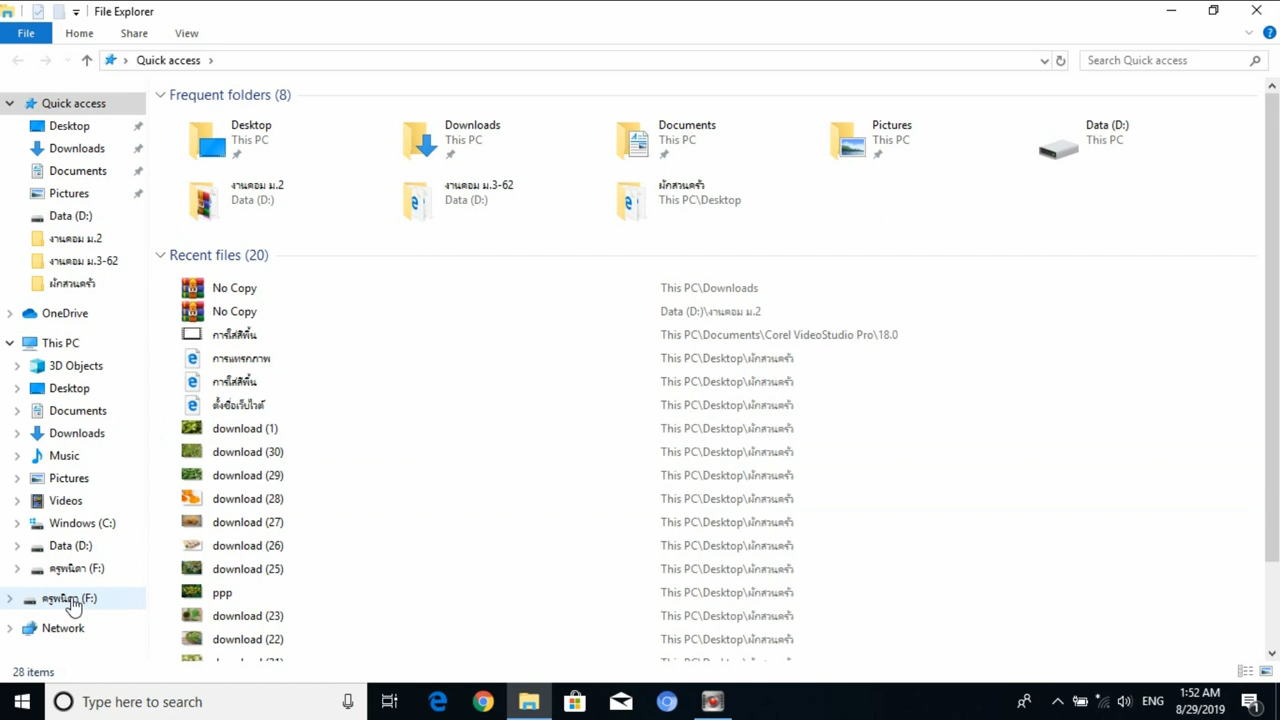 File Explorer
File Home Share View
Quick access
Search Quick access
Quick access
Desktop
Downloads
Documents
Pictures
Data (D:)
งานคอม ม.2
งานคอม ม.3-62
ผักสวนครัว
OneDrive
This PC
3D Objects
Desktop
Documents
Downloads
Music
Pictures
Videos
Windows (C:)
Data (D:)
ครูพนิดา (F:)
ครูพนิดา (F:)
Network
Frequent folders (8)
Desktop
This PC
Downloads
This PC
Documents
This PC
Pictures
This PC
Data (D:)
This PC
งานคอม ม.2
Data (D:)
งานคอม ม.3-62
Data (D:)
ผักสวนครัว
This PC\Desktop
Recent files (20)
No Copy This PC\Downloads
No Copy Data (D:)\งานคอม ม.2
การใส่สีพื้น This PC\Documents\Corel VideoStudio Pro\18.0
การแทรกภาพ This PC\Desktop\ผักสวนครัว
การใส่สีพื้น This PC\Desktop\ผักสวนครัว
ตั้งชื่อเว็บไซต์ This PC\Desktop\ผักสวนครัว
download (1) This PC\Desktop\ผักสวนครัว
download (30) This PC\Desktop\ผักสวนครัว
download (29) This PC\Desktop\ผักสวนครัว
download (28) This PC\Desktop\ผักสวนครัว
download (27) This PC\Desktop\ผักสวนครัว
download (26) This PC\Desktop\ผักสวนครัว
download (25) This PC\Desktop\ผักสวนครัว
ppp This PC\Desktop\ผักสวนครัว
download (23) This PC\Desktop\ผักสวนครัว
download (22) This PC\Desktop\ผักสวนครัว
28 items
Type here to search
ENG
1:52 AM
8/29/2019